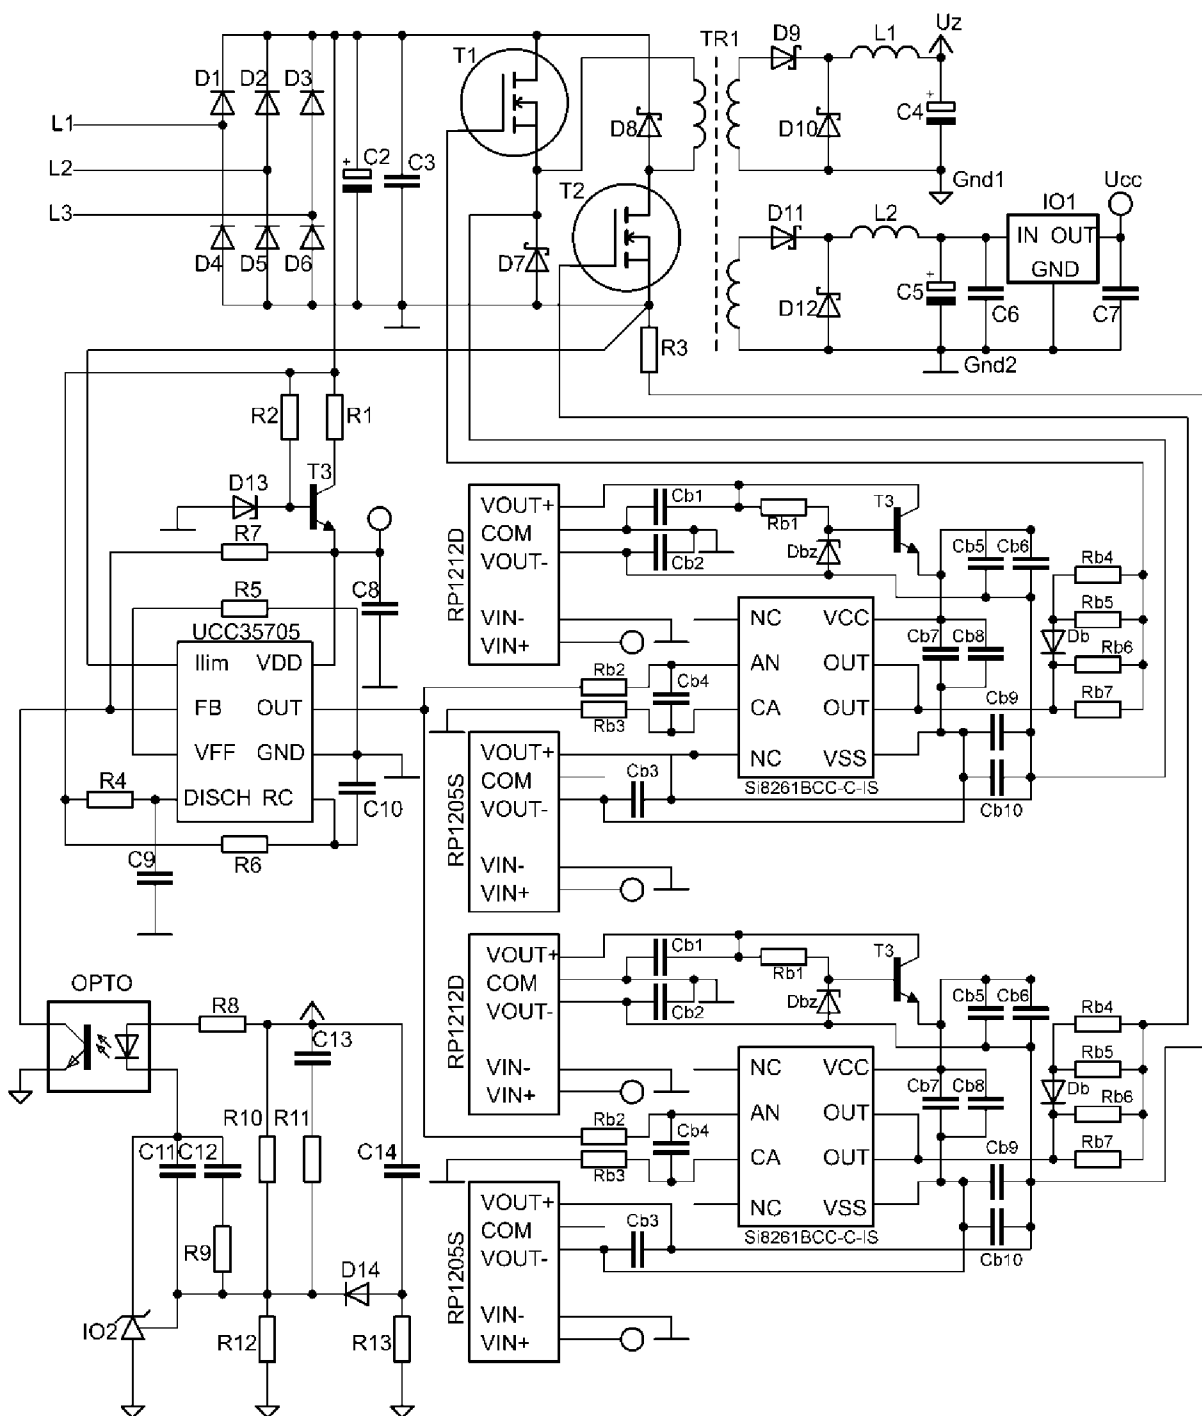 Uz
TR1 D9 L1
T1
D1 D2 D3
L1
D8 D10 C4
L2
C2 C3
T2
Gnd1 Ucc
L3
D11 L2 IO1
IN OUT
GND
D4 D5 D6 D7
D12 C5 C6 C7
R3
Gnd2
R2 R1
T3
D13
R7
R5
C8
UCC35705
Ilim VDD
FB OUT
VFF GND
DISCH RC
R4
C10
R6
C9
RP1212D
VOUT+
COM
VOUT-
VIN-
VIN+
Cb1
Cb2
Rb1
Dbz
T3
Cb5 Cb6
Rb4
Rb5
Db
Rb6
Rb7
Cb7 Cb8
NC VCC
AN OUT
CA OUT
NC VSS
Si8261BCC-C-IS
Rb2
Rb3
Cb4
Cb9
Cb10
RP1205S
VOUT+
COM
VOUT-
VIN-
VIN+
Cb3
RP1212D
VOUT+
COM
VOUT-
VIN-
VIN+
Cb1
Cb2
Rb1
Dbz
T3
Cb5 Cb6
Rb4
Rb5
Db
Rb6
Rb7
Cb7 Cb8
NC VCC
AN OUT
CA OUT
NC VSS
Si8261BCC-C-IS
Rb2
Rb3
Cb4
Cb9
Cb10
RP1205S
VOUT+
COM
VOUT-
VIN-
VIN+
Cb3
OPTO
R8
C13
R10 R11
C11 C12 C14
R9
D14
IO2
R12 R13